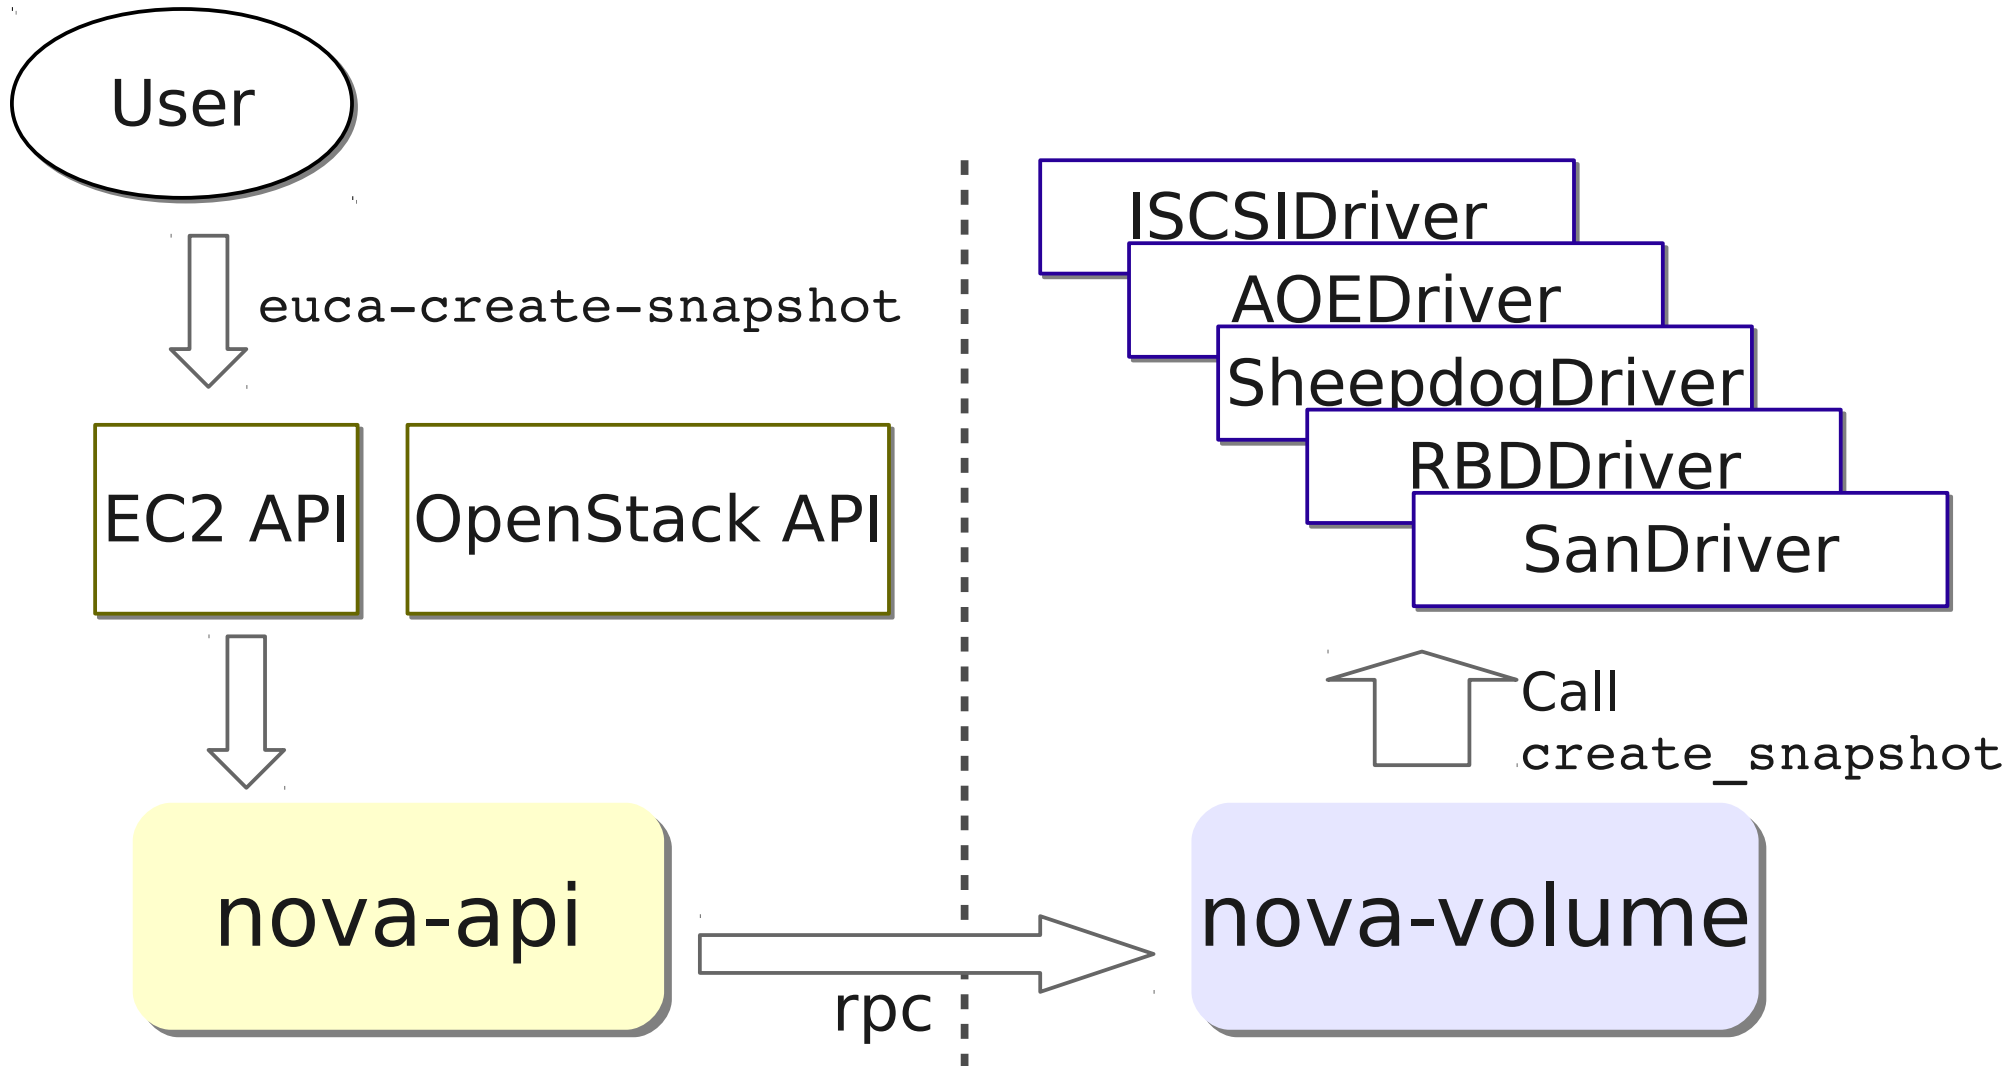 User
euca-create-snapshot
EC2 API
OpenStack API
nova-api
rpc
ISCSIDriver
AOEDriver
SheepdogDriver
RBDDriver
SanDriver
Call
create_snapshot
nova-volume